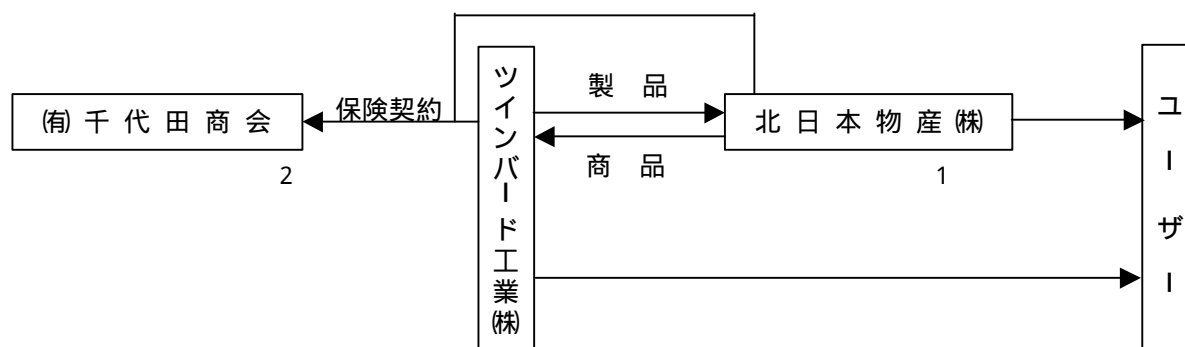 ㈲千代田商会
2
保険契約
ツインバード工業㈱
製品
商品
北日本物産㈱
1
ユーザー